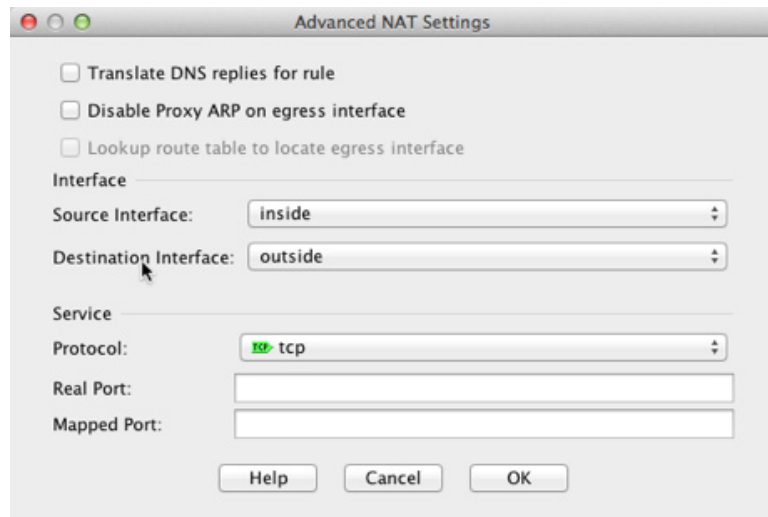 Advanced NAT Settings
Translate DNS replies for rule
Disable Proxy ARP on egress interface
Lookup route table to locate egress interface
Interface
Source Interface: inside
Destination Interface: outside
Service
Protocol: TCP tcp
Real Port:
Mapped Port:
Help Cancel OK